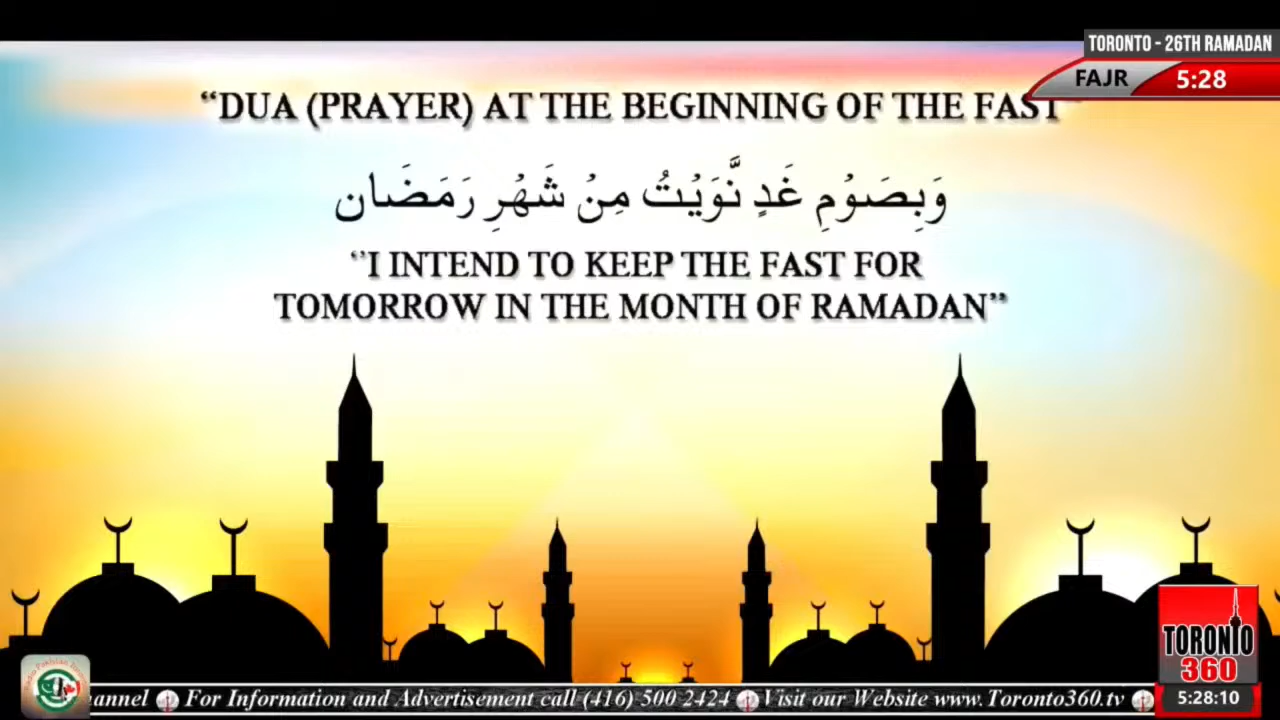 TORONTO - 26TH RAMADAN
FAJR 5:28
“DUA (PRAYER) AT THE BEGINNING OF THE FAST
وَبِصَوْمِ غَدٍ نَّوَيْتُ مِنْ شَهْرِ رَمَضَان
“I INTEND TO KEEP THE FAST FOR
TOMORROW IN THE MONTH OF RAMADAN”
TORONTO
360
annel For Information and Advertisement call (416) 500 2424 Visit our Website www.Toronto360.tv
5:28:10